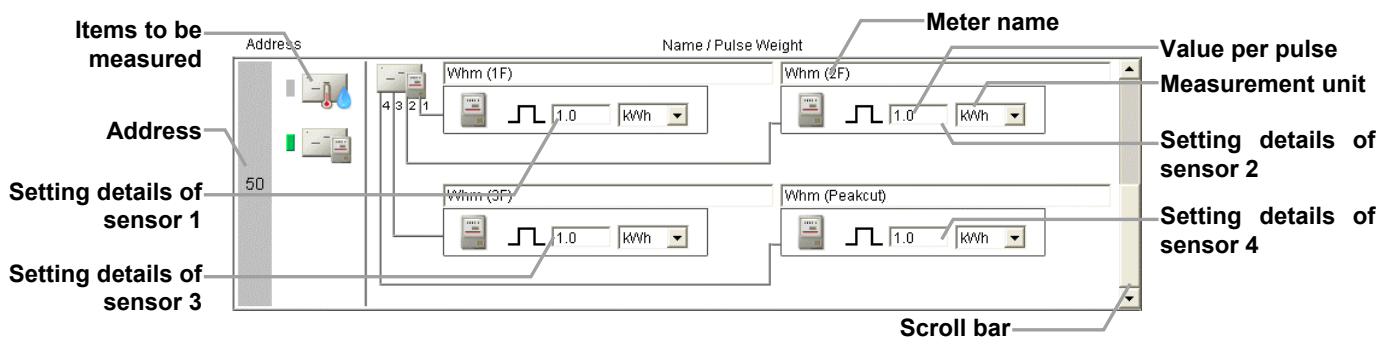 Items to be
measured
Address
Name / Pulse Weight
Meter name
Value per pulse
Measurement unit
Whm (1F)
Whm (2F)
4 3 2 1
1.0
kWh
1.0
kWh
Address
Setting details of
sensor 2
50
Setting details of
sensor 1
Whm (3F)
Whm (Peakcut)
1.0
kWh
1.0
kWh
Setting details of
sensor 4
Setting details of
sensor 3
Scroll bar